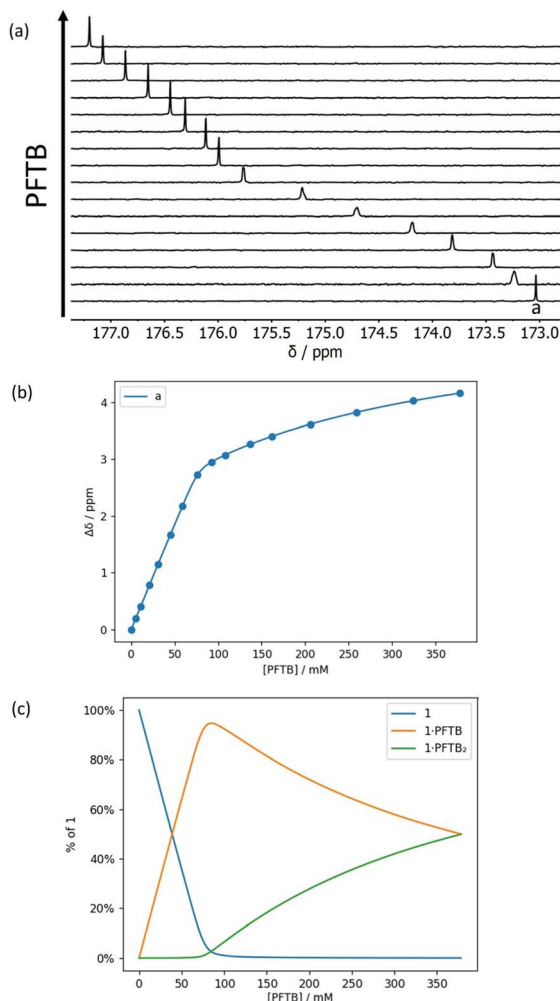 (a)
PFTB
a
177.0 176.5 176.0 175.5 175.0 174.5 174.0 173.5 173.0
δ / ppm
(b)
a
4
3
2
1
0
Δδ / ppm
0 50 100 150 200 250 300 350
[PFTB] / mM
(c)
1
1·PFTB
1·PFTB₂
100%
80%
60%
40%
20%
0%
% of 1
0 50 100 150 200 250 300 350
[PFTB] / mM